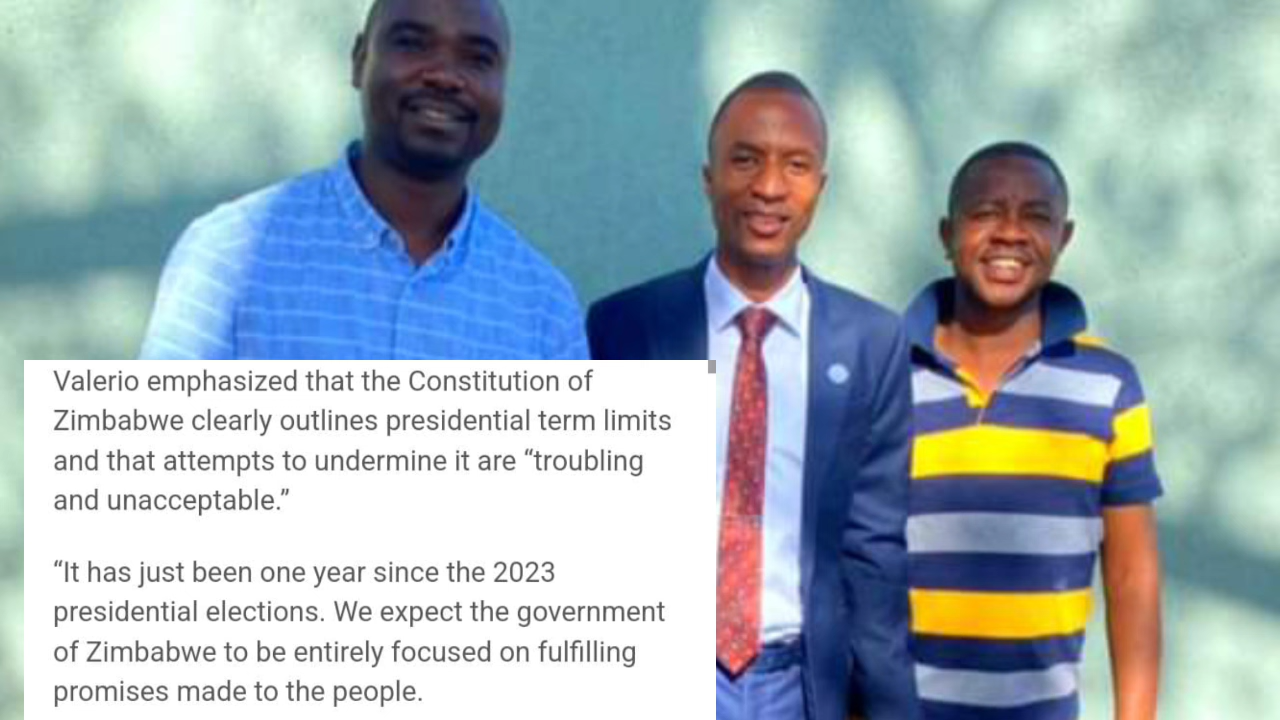 Valerio emphasized that the Constitution of
Zimbabwe clearly outlines presidential term limits
and that attempts to undermine it are “troubling
and unacceptable.”
“It has just been one year since the 2023
presidential elections. We expect the government
of Zimbabwe to be entirely focused on fulfilling
promises made to the people.